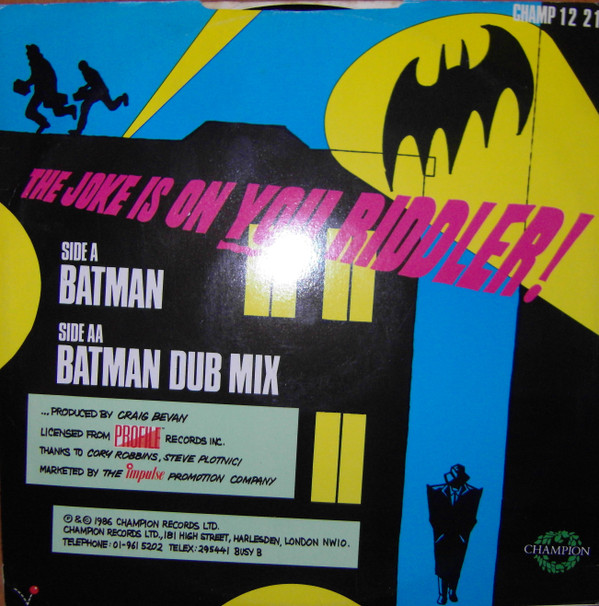 CHAMP 12 21
THE JOKE IS ON YOU RIDDLER!
SIDE A
BATMAN
SIDE AA
BATMAN DUB MIX
...PRODUCED BY CRAIG BEVAN
LICENSED FROM PROFILE RECORDS INC.
THANKS TO CORY ROBBINS, STEVE PLOTNICI
MARKETED BY THE impulse PROMOTION COMPANY
℗ & © 1986 CHAMPION RECORDS LTD.
CHAMPION RECORDS LTD., 181 HIGH STREET, HARLESDEN, LONDON NW10.
TELEPHONE: 01-961 5202 TELEX: 295441 BUSY B
CHAMPION